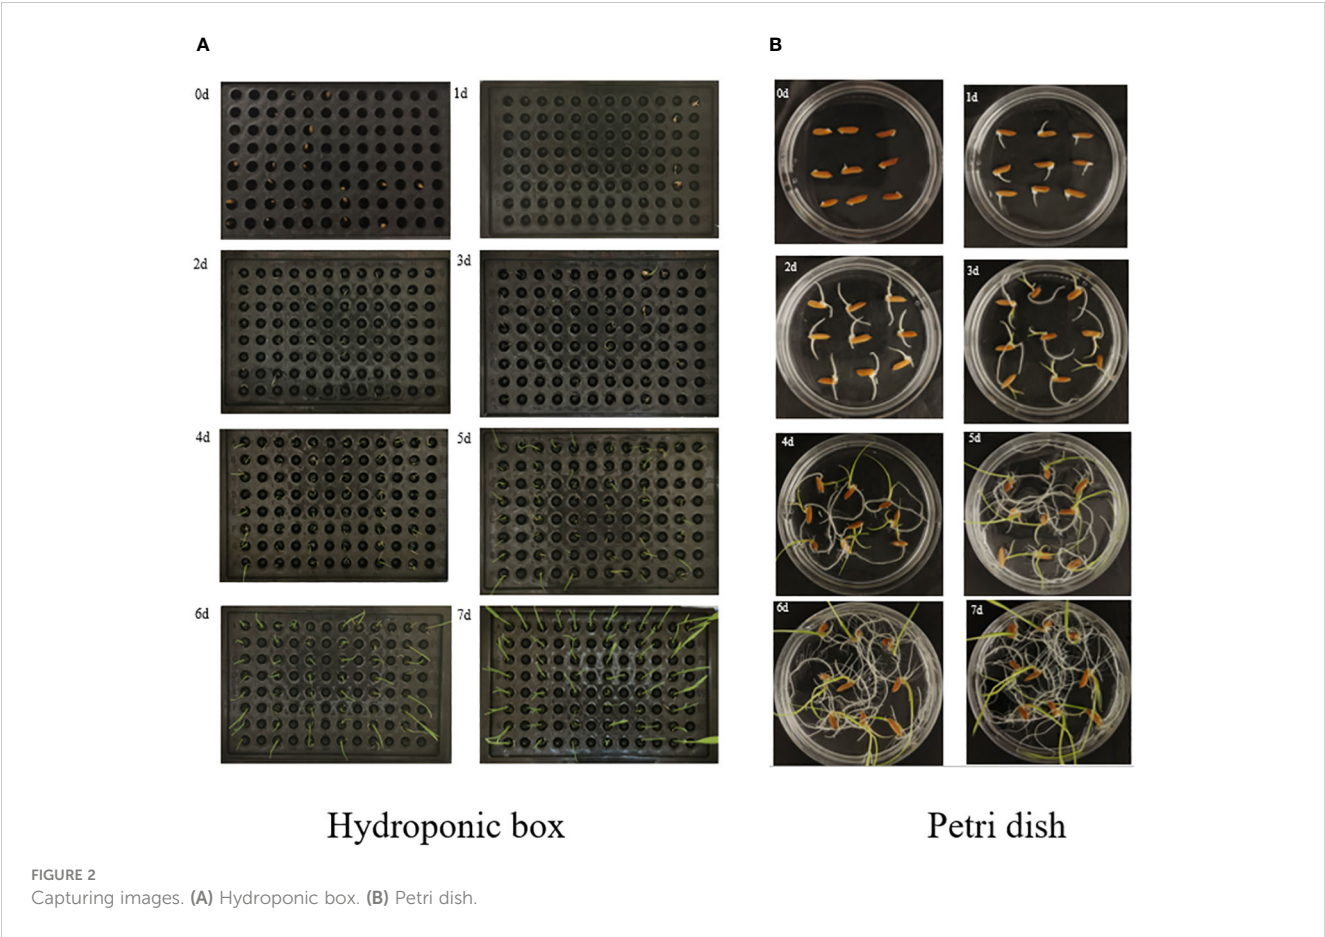 A
B
0d
1d
2d
3d
4d
5d
6d
7d
0d
1d
2d
3d
4d
5d
6d
7d
Hydroponic box
Petri dish
FIGURE 2
Capturing images. (A) Hydroponic box. (B) Petri dish.